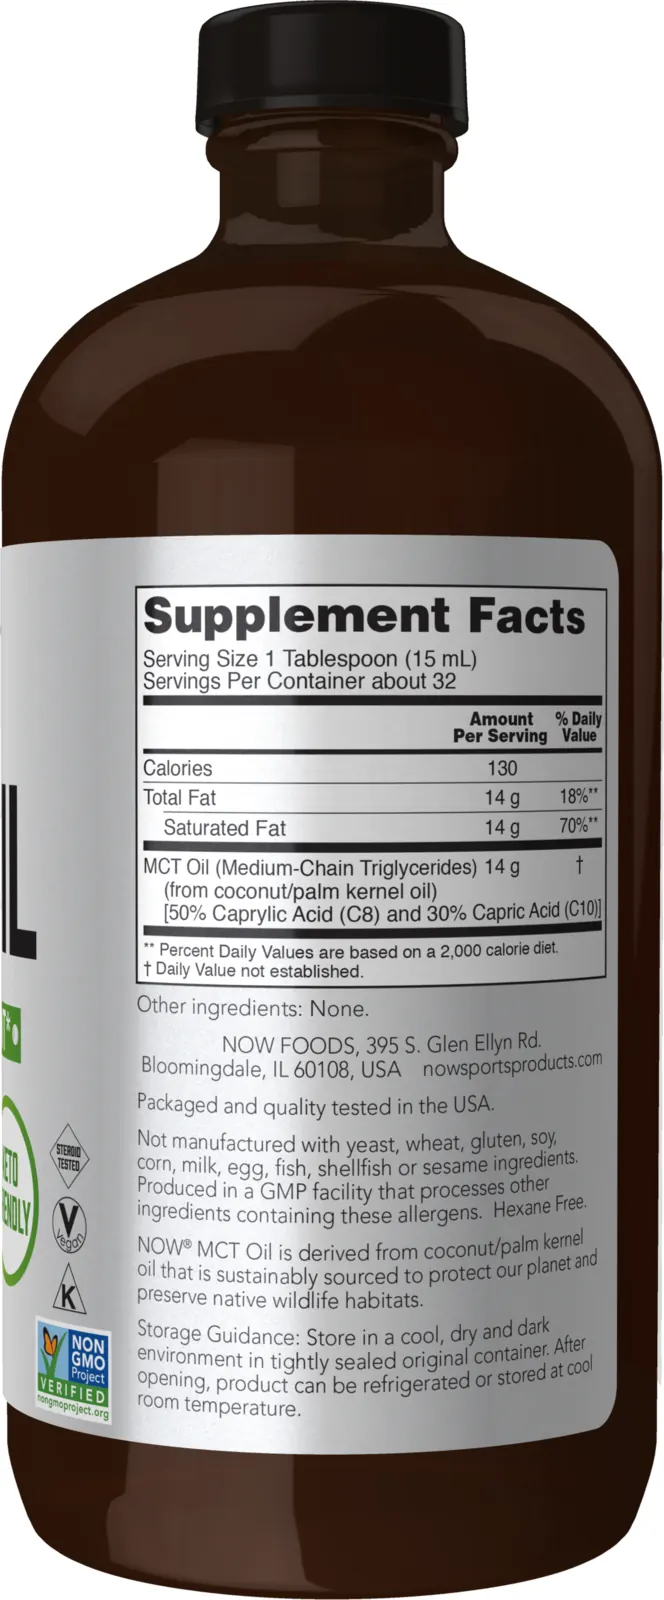 Supplement Facts
Serving Size 1 Tablespoon (15 mL)
Servings Per Container about 32
Amount Per Serving % Daily Value
Calories 130
Total Fat 14 g 18%**
Saturated Fat 14 g 70%**
MCT Oil (Medium-Chain Triglycerides) 14 g †
(from coconut/palm kernel oil)
[50% Caprylic Acid (C8) and 30% Capric Acid (C10)]
** Percent Daily Values are based on a 2,000 calorie diet.
† Daily Value not established.
Other ingredients: None.
NOW FOODS, 395 S. Glen Ellyn Rd.
Bloomingdale, IL 60108, USA nowsportsproducts.com
Packaged and quality tested in the USA.
Not manufactured with yeast, wheat, gluten, soy,
corn, milk, egg, fish, shellfish or sesame ingredients.
Produced in a GMP facility that processes other
ingredients containing these allergens. Hexane Free.
NOW® MCT Oil is derived from coconut/palm kernel
oil that is sustainably sourced to protect our planet and
preserve native wildlife habitats.
Storage Guidance: Store in a cool, dry and dark
environment in tightly sealed original container. After
opening, product can be refrigerated or stored at cool
room temperature.
IL
T*
STEROID
TESTED
V
Vegan
K
NON
GMO
Project
VERIFIED
nongmoproject.org